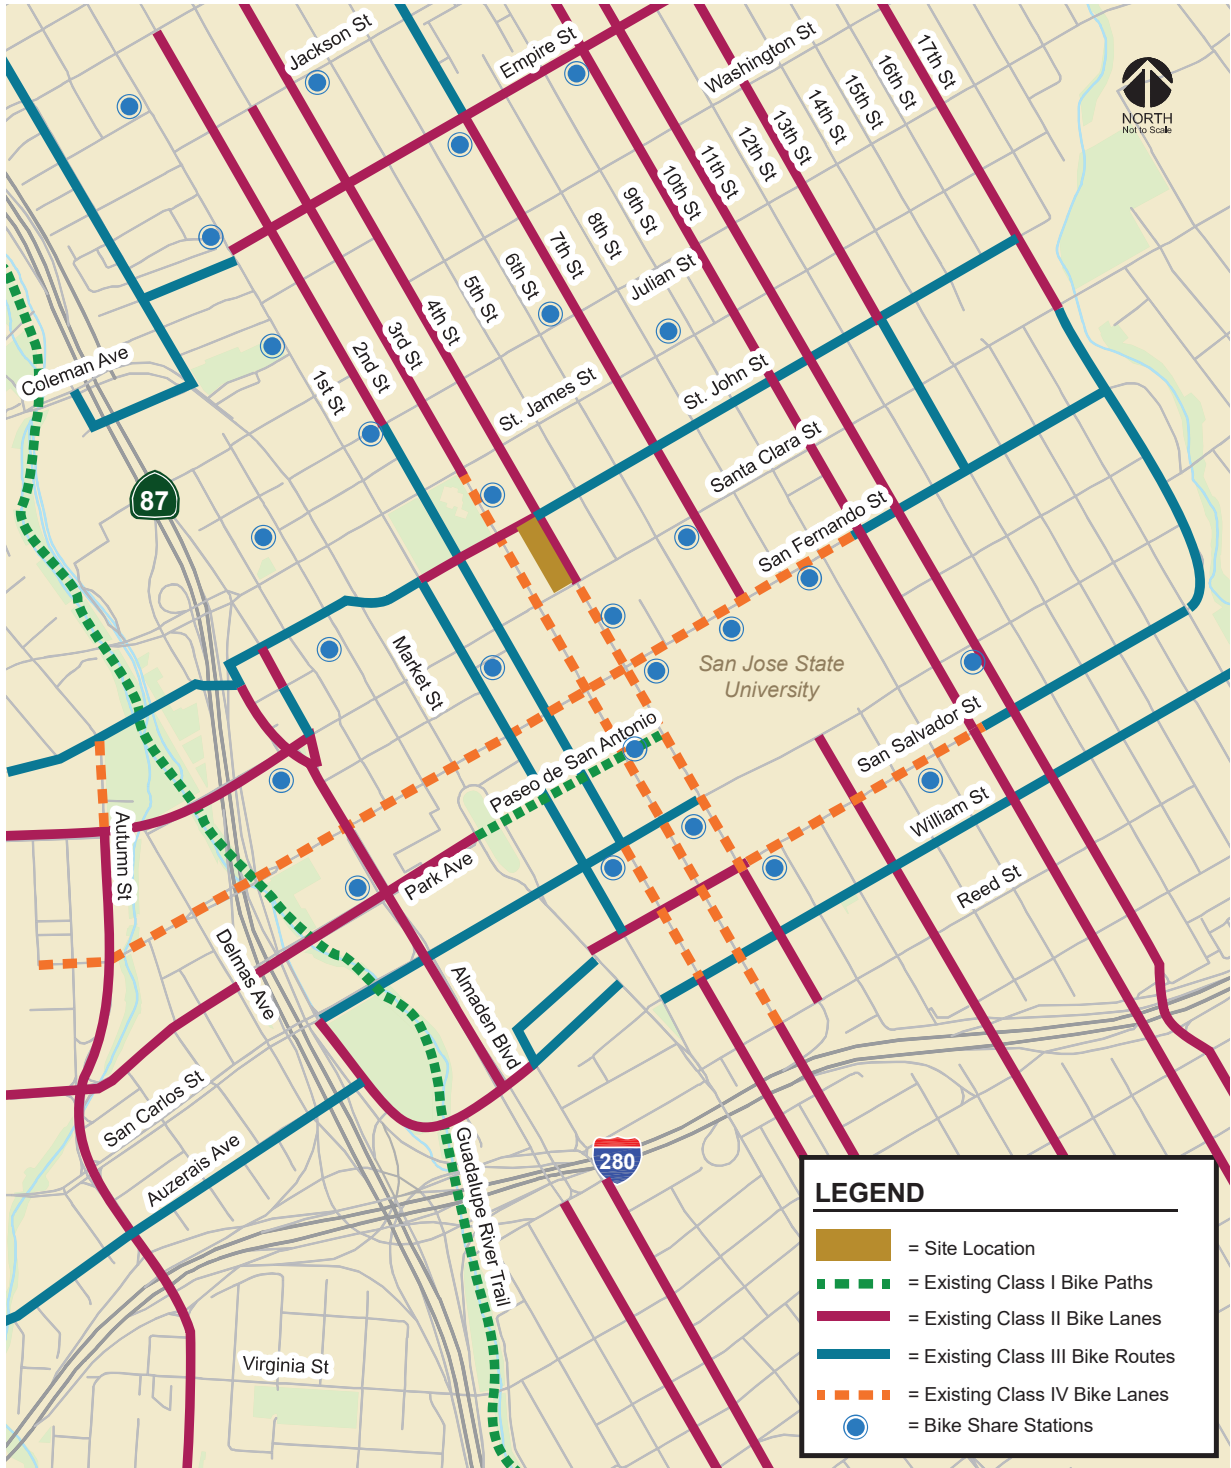 Jackson St
Empire St
Washington St
17th St
16th St
15th St
14th St
13th St
12th St
11th St
10th St
9th St
8th St
7th St
6th St
5th St
4th St
3rd St
2nd St
1st St
NORTH
Not to Scale
Julian St
Coleman Ave
St. James St
St. John St
Santa Clara St
San Fernando St
87
Market St
San Jose State
University
Paseo de San Antonio
San Salvador St
William St
Reed St
Autumn St
Park Ave
Delmas Ave
Almaden Blvd
San Carlos St
Auzerais Ave
Guadalupe River Trail
280
Virginia St
LEGEND
= Site Location
= Existing Class I Bike Paths
= Existing Class II Bike Lanes
= Existing Class III Bike Routes
= Existing Class IV Bike Lanes
= Bike Share Stations